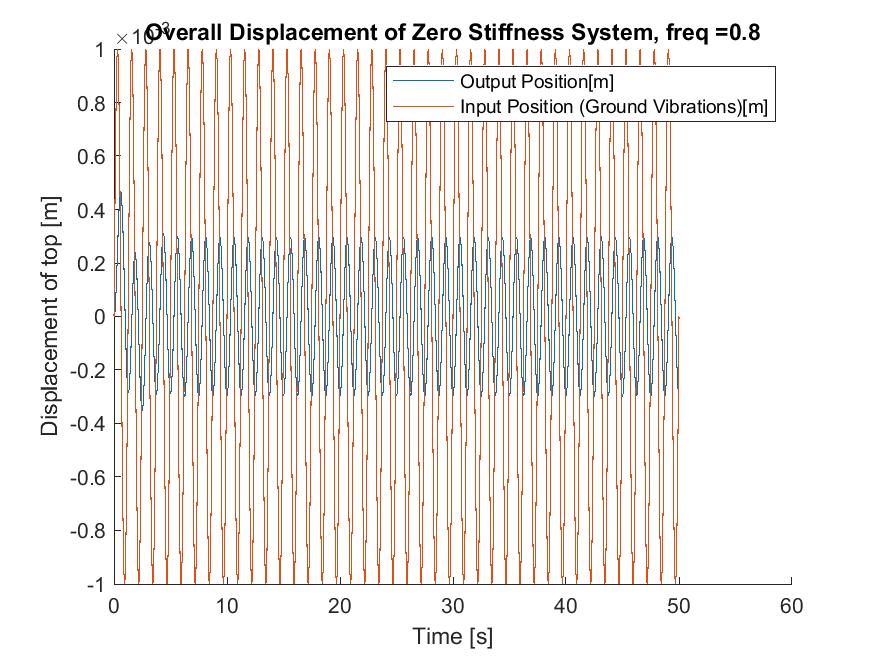 Overall Displacement of Zero Stiffness System, freq =0.8
×10-3
Output Position[m]
Input Position (Ground Vibrations)[m]
Displacement of top [m]
1
0.8
0.6
0.4
0.2
0
-0.2
-0.4
-0.6
-0.8
-1
0 10 20 30 40 50 60
Time [s]